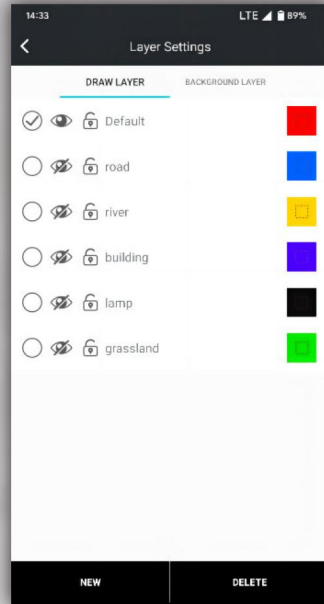 14:33 LTE 89%
Layer Settings
DRAW LAYER BACKGROUND LAYER
Default
road
river
building
lamp
grassland
NEW DELETE